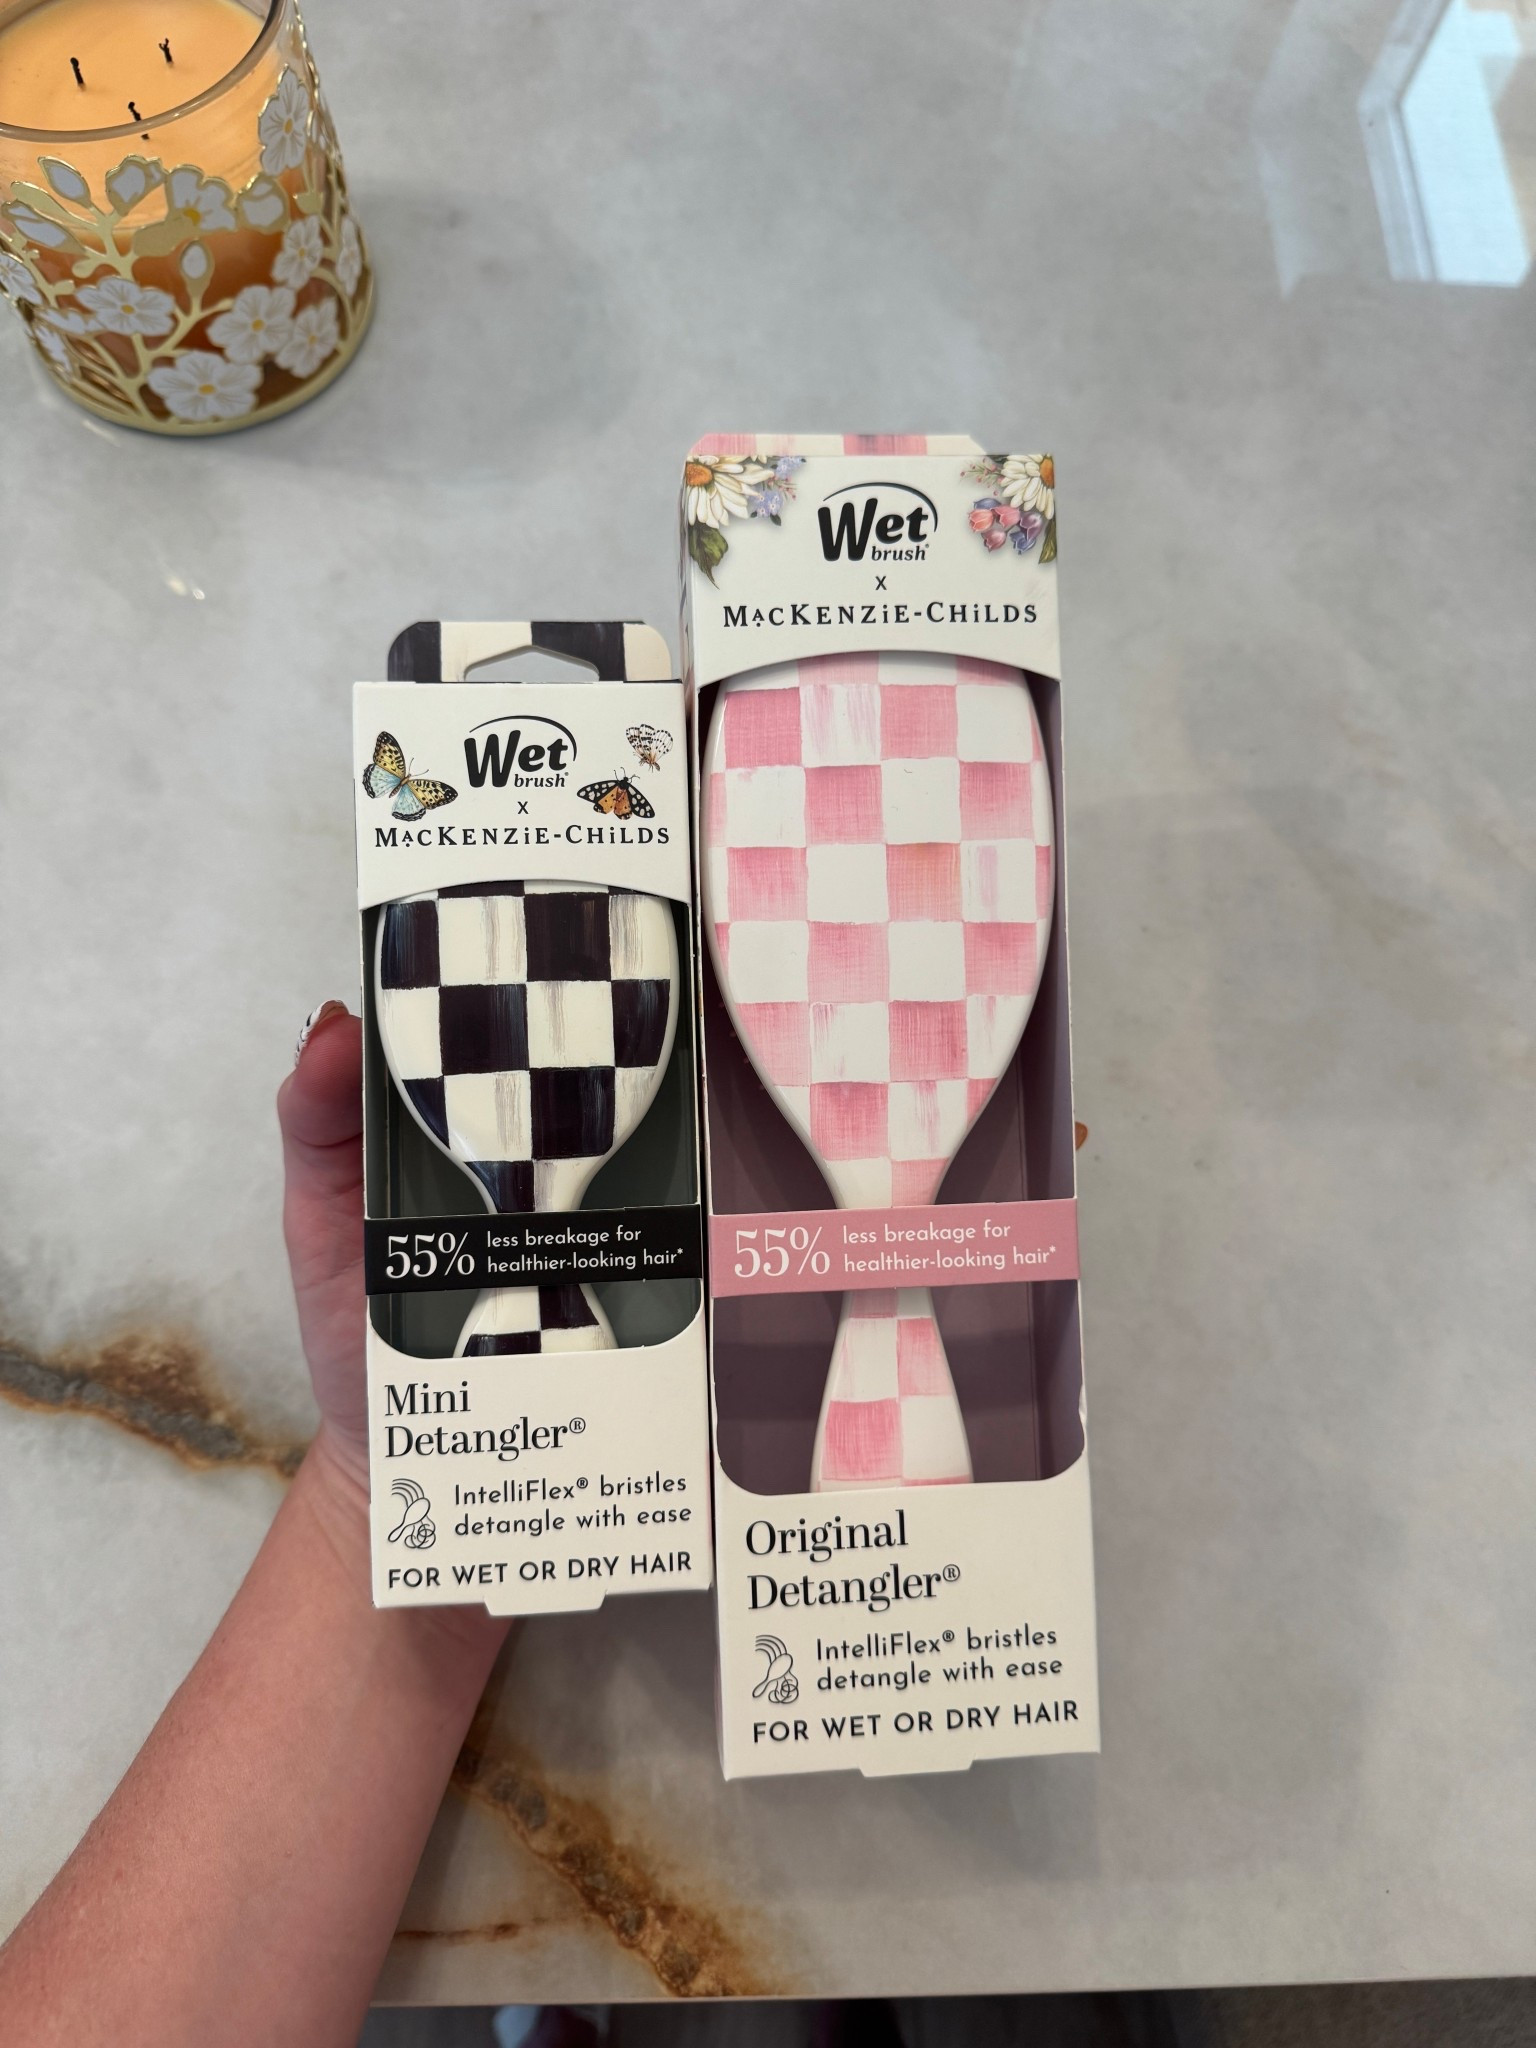 Wet
brush®
x
MACKENZiE-CHiLDS
55% less breakage for
healthier-looking hair*
Mini
Detangler®
IntelliFlex® bristles
detangle with ease
FOR WET OR DRY HAIR
Wet
brush®
x
MACKENZiE-CHiLDS
55% less breakage for
healthier-looking hair*
Original
Detangler®
IntelliFlex® bristles
detangle with ease
FOR WET OR DRY HAIR